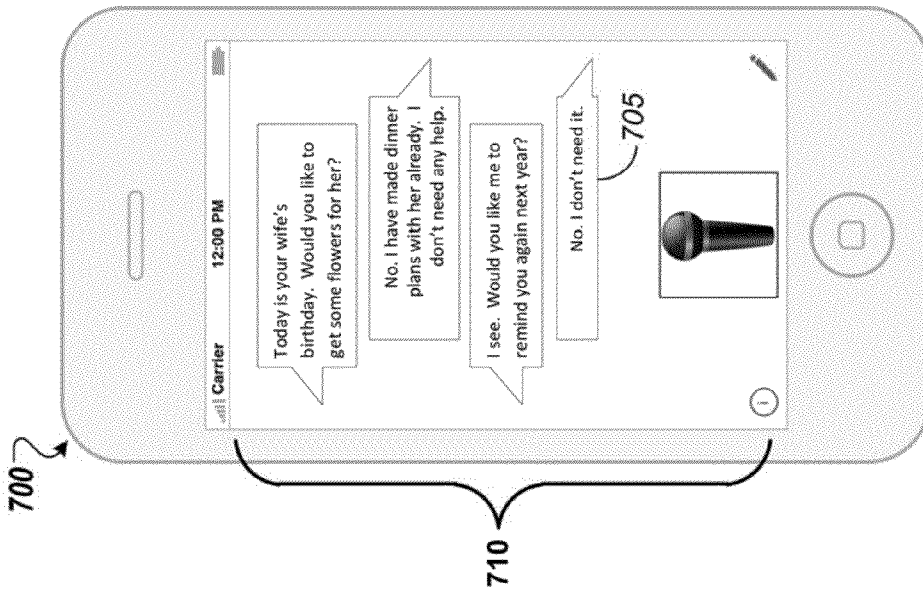 700
Carrier 12:00 PM
Today is your wife's
birthday. Would you like to
get some flowers for her?
No. I have made dinner
plans with her already. I
don't need any help.
I see. Would you like me to
remind you again next year?
No. I don't need it.
705
i
710